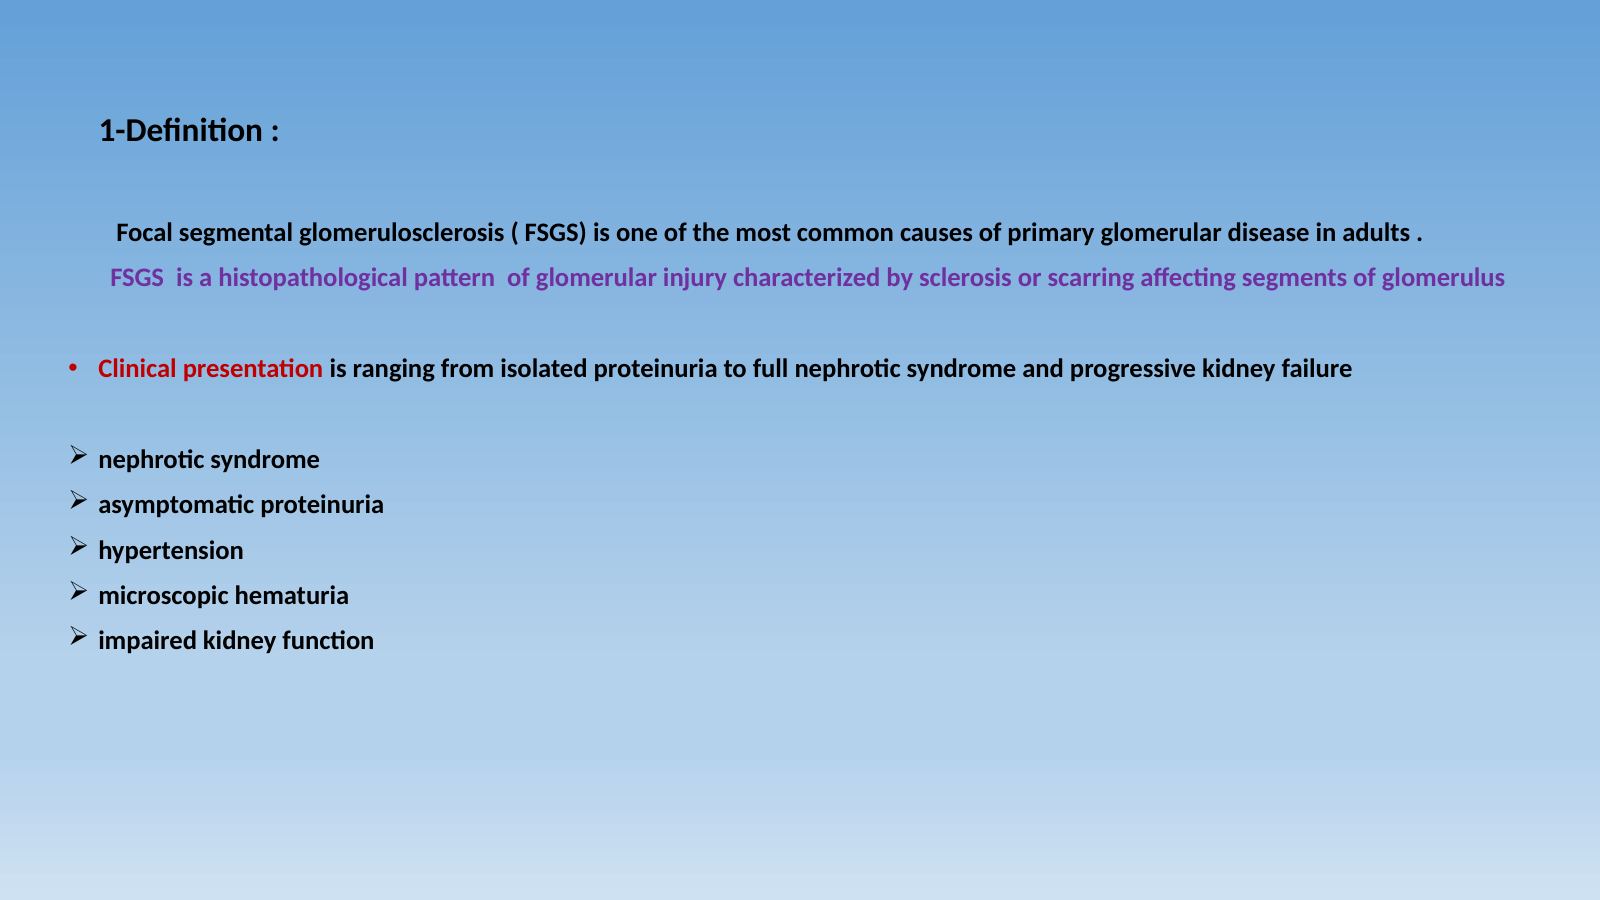 1-Definition :
Focal segmental glomerulosclerosis ( FSGS) is one of the most common causes of primary glomerular disease in adults .
FSGS  is a histopathological pattern  of glomerular injury characterized by sclerosis or scarring affecting segments of glomerulus
• Clinical presentation is ranging from isolated proteinuria to full nephrotic syndrome and progressive kidney failure
➢ nephrotic syndrome
➢ asymptomatic proteinuria
➢ hypertension
➢ microscopic hematuria
➢ impaired kidney function